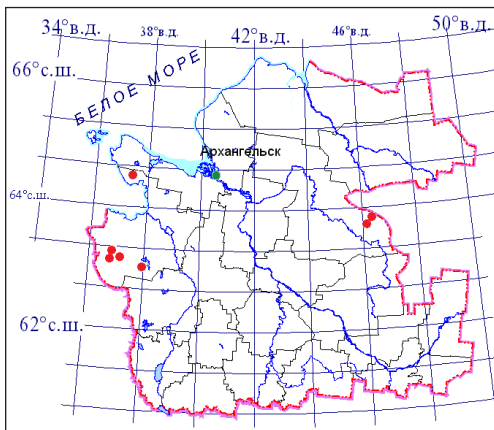 34°в.д.
38°в.д.
42°в.д.
46°в.д.
50°в.д.
66°с.ш.
БЕЛОЕ МОРЕ
Архангельск
64°с.ш.
62°с.ш.